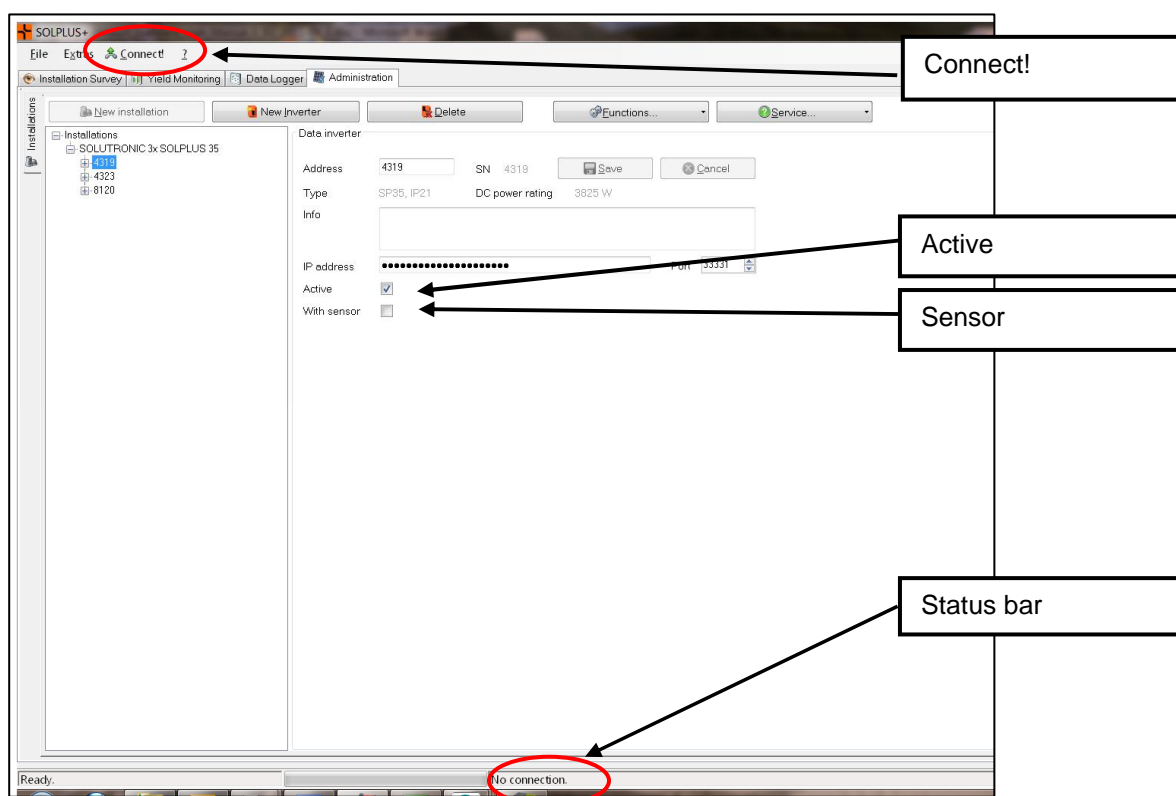 SOLPLUS+
File Extras Connect! ?
Connect!
Installation Survey Yield Monitoring Data Logger Administration
Installations
New installation New Inverter Delete Functions... Service...
Installations
SOLUTRONIC 3x SOLPLUS 35
4319
4323
8120
Data inverter
Address 4319 SN 4319 Save Cancel
Type SP35, IP21 DC power rating 3825 W
Info
IP address ••••••••••••••••••••• Port 33331
Active
With sensor
Active
Sensor
Status bar
Ready. No connection.